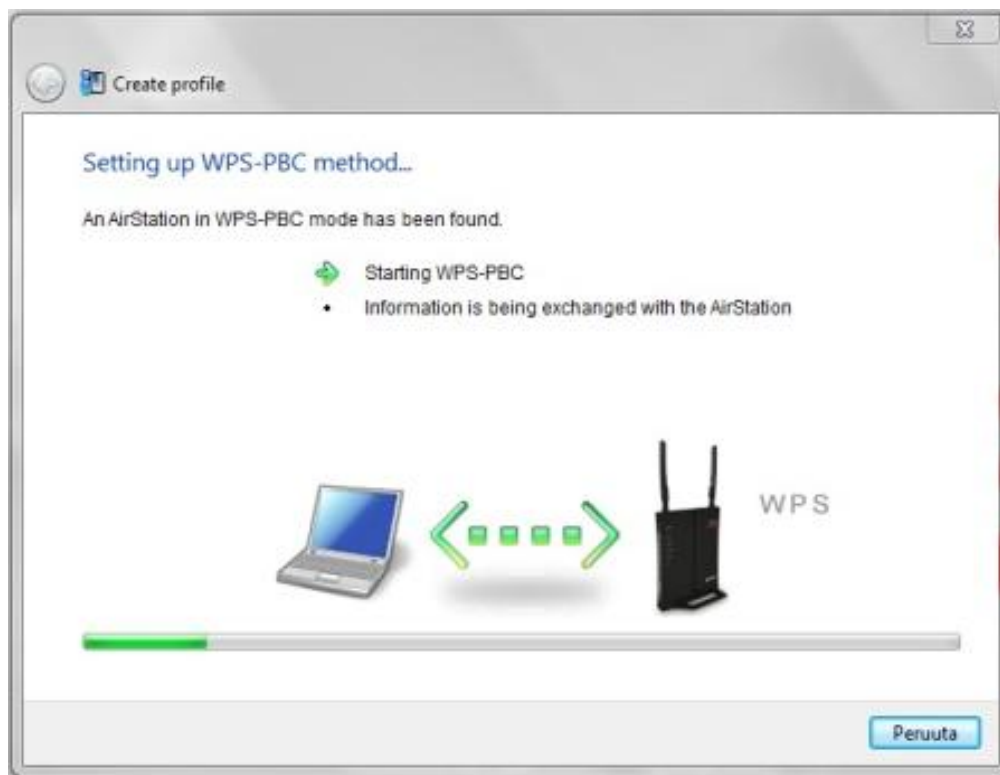 Create profile
Setting up WPS-PBC method...
An AirStation in WPS-PBC mode has been found.
Starting WPS-PBC
• Information is being exchanged with the AirStation
WPS
Peruuta